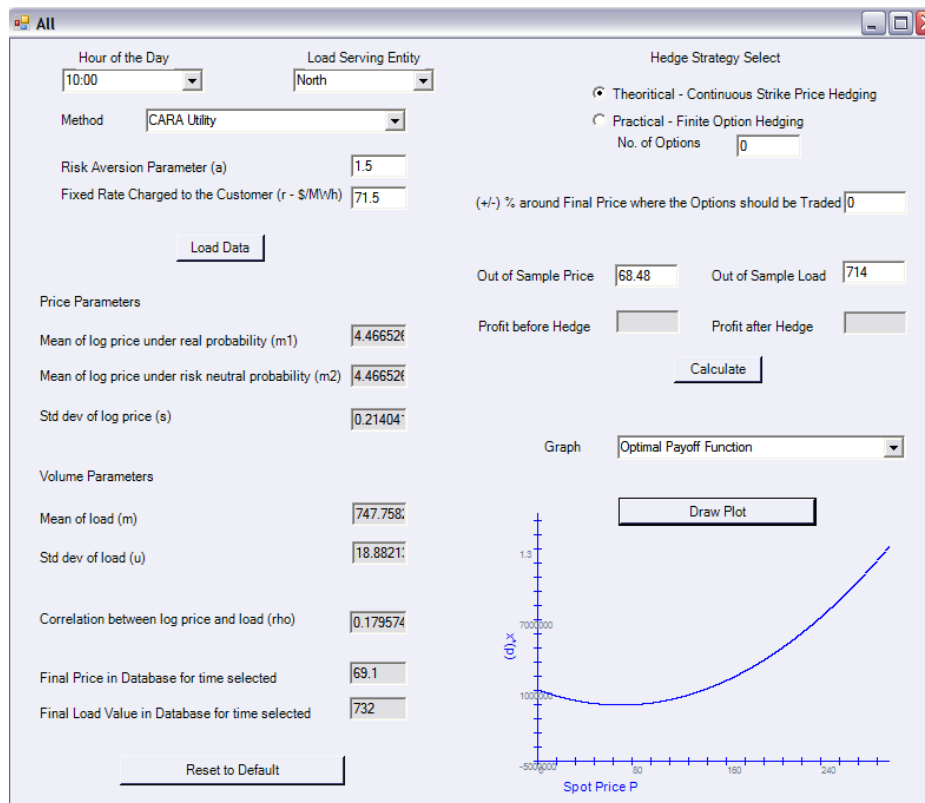 All
Hour of the Day
Load Serving Entity
10:00
North
Method
CARA Utility
Risk Aversion Parameter (a)
1.5
Fixed Rate Charged to the Customer (r - $/MWh)
71.5
Load Data
Price Parameters
Mean of log price under real probability (m1)
4.466526
Mean of log price under risk neutral probability (m2)
4.466526
Std dev of log price (s)
0.21404
Volume Parameters
Mean of load (m)
747.758
Std dev of load (u)
18.8821
Correlation between log price and load (rho)
0.179574
Final Price in Database for time selected
69.1
Final Load Value in Database for time selected
732
Reset to Default
Hedge Strategy Select
Theoritical - Continuous Strike Price Hedging
Practical - Finite Option Hedging
No. of Options
0
(+/-) % around Final Price where the Options should be Traded
0
Out of Sample Price
68.48
Out of Sample Load
714
Profit before Hedge
Profit after Hedge
Calculate
Graph
Optimal Payoff Function
Draw Plot
1.3
7000000
x*(p)
1000000
-5000000
0
80
160
240
Spot Price P